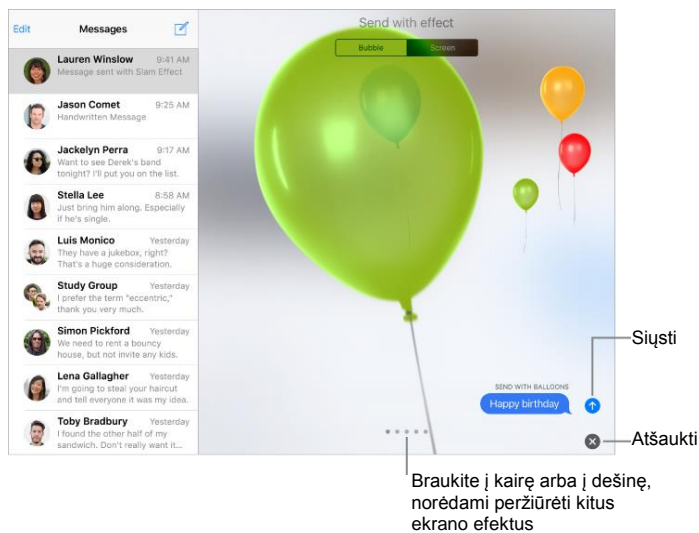 Edit Messages
Lauren Winslow 9:41 AM
Message sent with Slam Effect
Jason Comet 9:25 AM
Handwritten Message
Jackelyn Perra 9:17 AM
Want to see Derek's band
tonight? I'll put you on the list.
Stella Lee 8:58 AM
Just bring him along. Especially
if he's single.
Luis Monico Yesterday
They have a jukebox, right?
That's a huge consideration.
Study Group Yesterday
I prefer the term "eccentric,"
thank you very much.
Simon Pickford Yesterday
We need to rent a bouncy
house, but not invite any kids.
Lena Gallagher Yesterday
I'm going to steal your haircut
and tell everyone it was my idea.
Toby Bradbury Yesterday
I found the other half of my
sandwich. Don't really want it...
Send with effect
Bubble Screen
SEND WITH BALLOONS
Happy birthday
Siųsti
Atšaukti
Braukite į kairę arba į dešinę,
norėdami peržiūrėti kitus
ekrano efektus